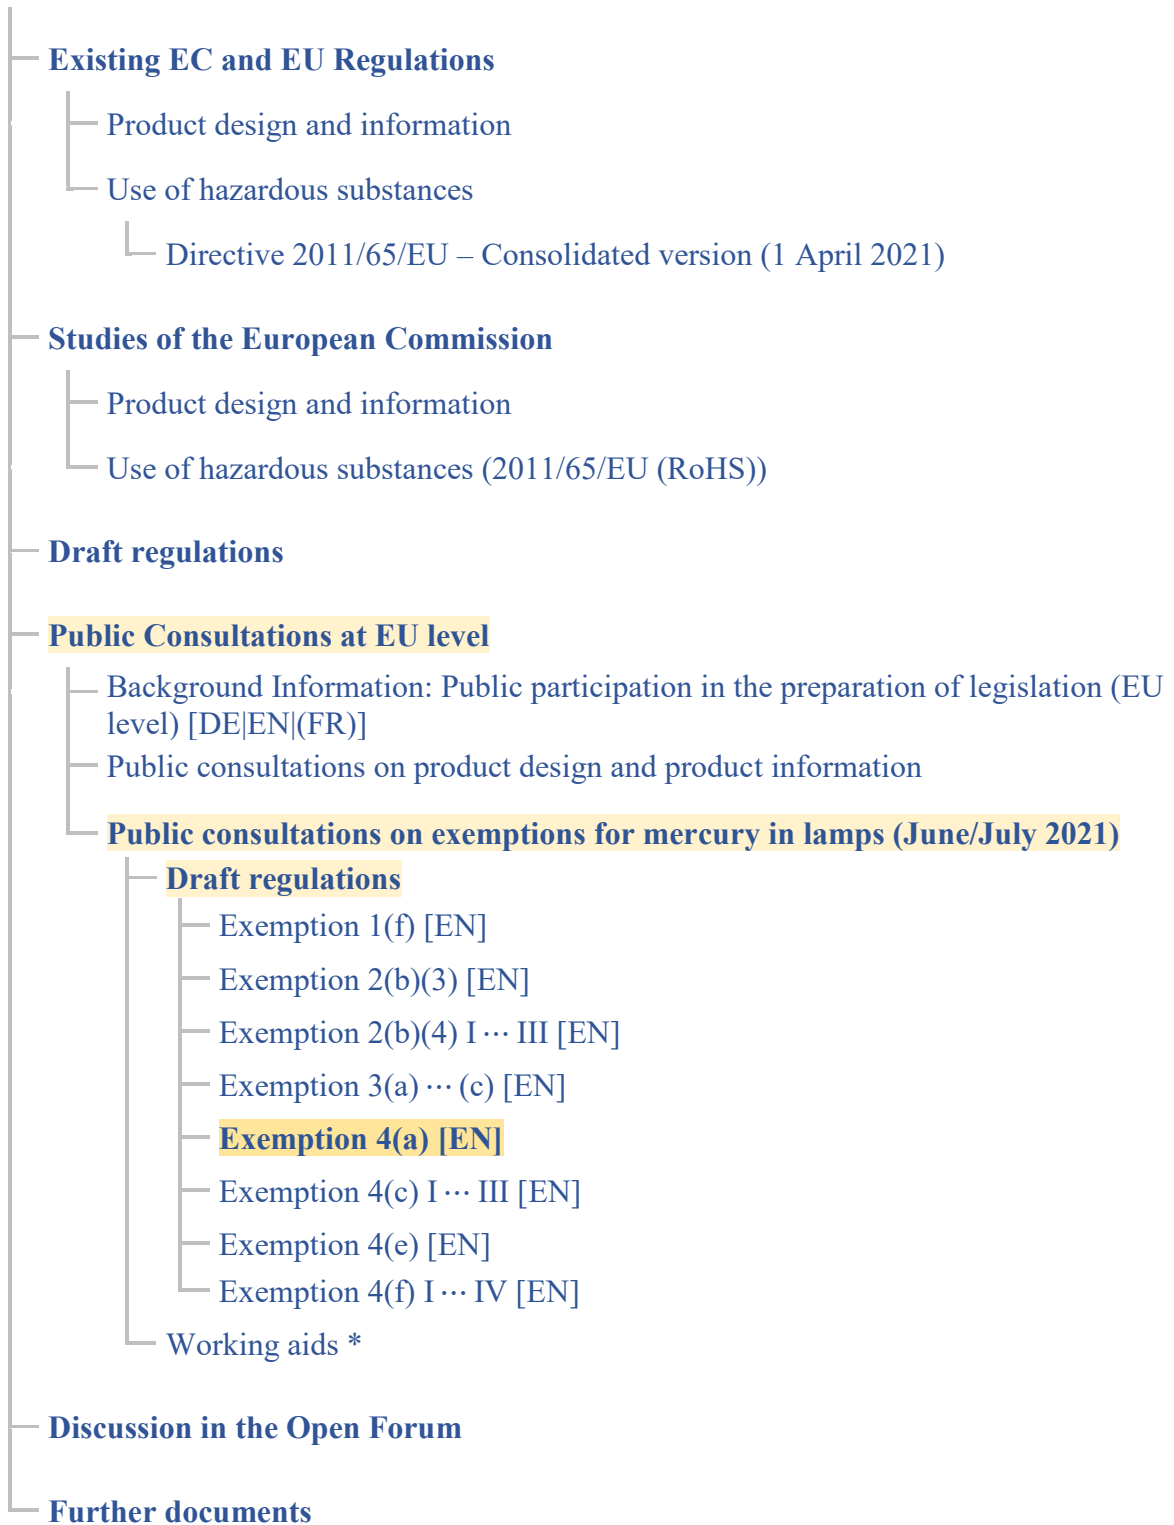 Existing EC and EU Regulations
Product design and information
Use of hazardous substances
Directive 2011/65/EU – Consolidated version (1 April 2021)
Studies of the European Commission
Product design and information
Use of hazardous substances (2011/65/EU (RoHS))
Draft regulations
Public Consultations at EU level
Background Information: Public participation in the preparation of legislation (EU
level) [DE|EN|(FR)]
Public consultations on product design and product information
Public consultations on exemptions for mercury in lamps (June/July 2021)
Draft regulations
Exemption 1(f) [EN]
Exemption 2(b)(3) [EN]
Exemption 2(b)(4) I ··· III [EN]
Exemption 3(a) ··· (c) [EN]
Exemption 4(a) [EN]
Exemption 4(c) I ··· III [EN]
Exemption 4(e) [EN]
Exemption 4(f) I ··· IV [EN]
Working aids *
Discussion in the Open Forum
Further documents